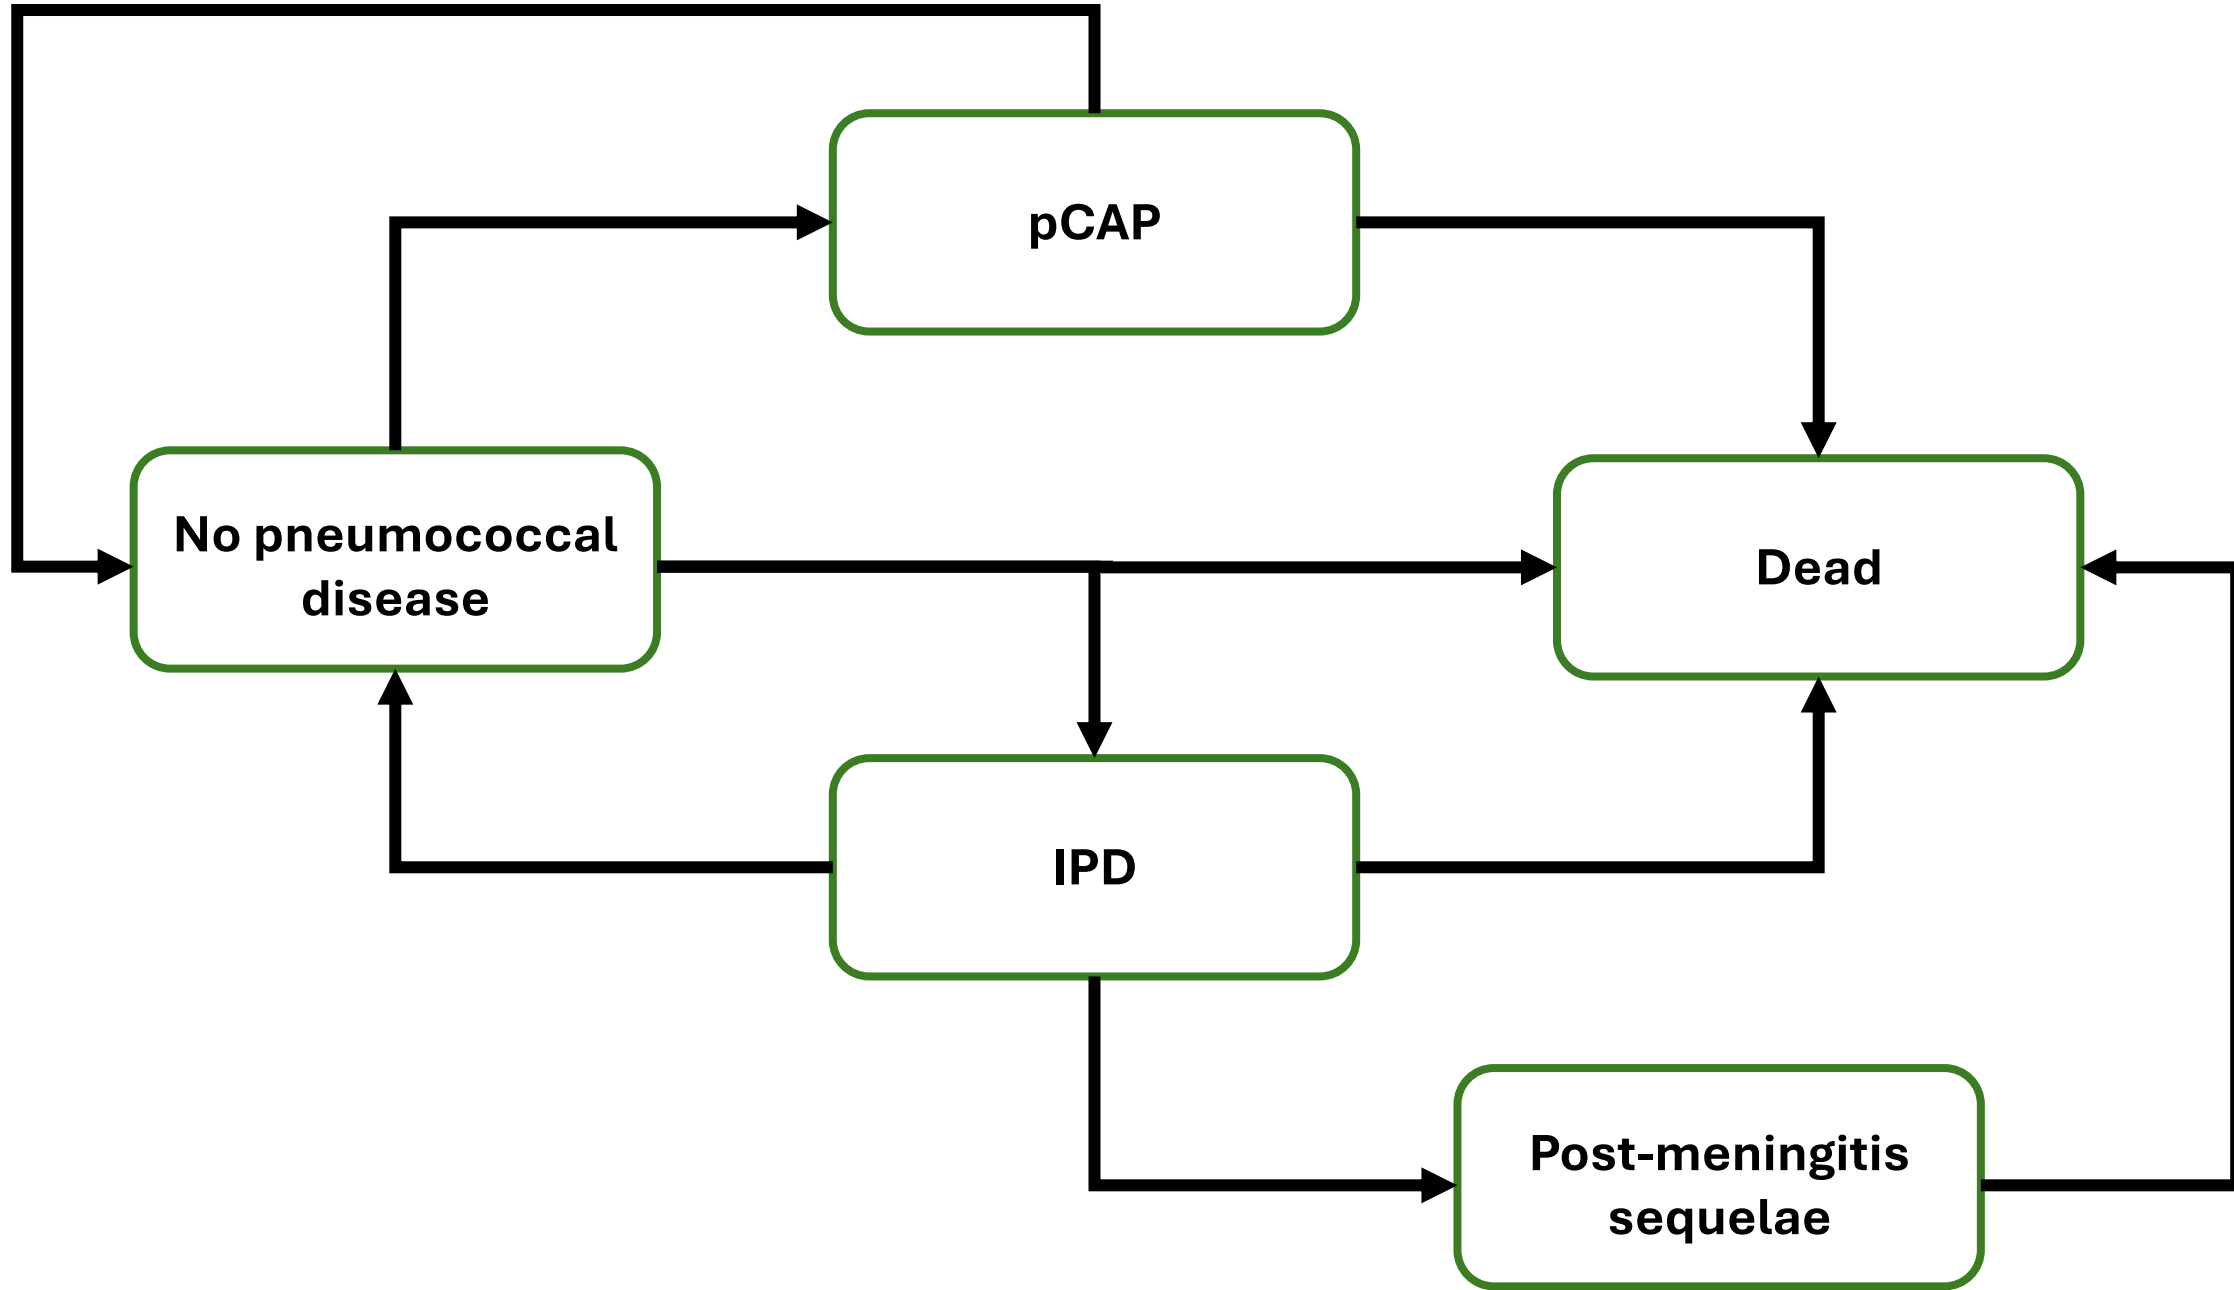 pCAP
No pneumococcal
disease
Dead
IPD
Post-meningitis
sequelae